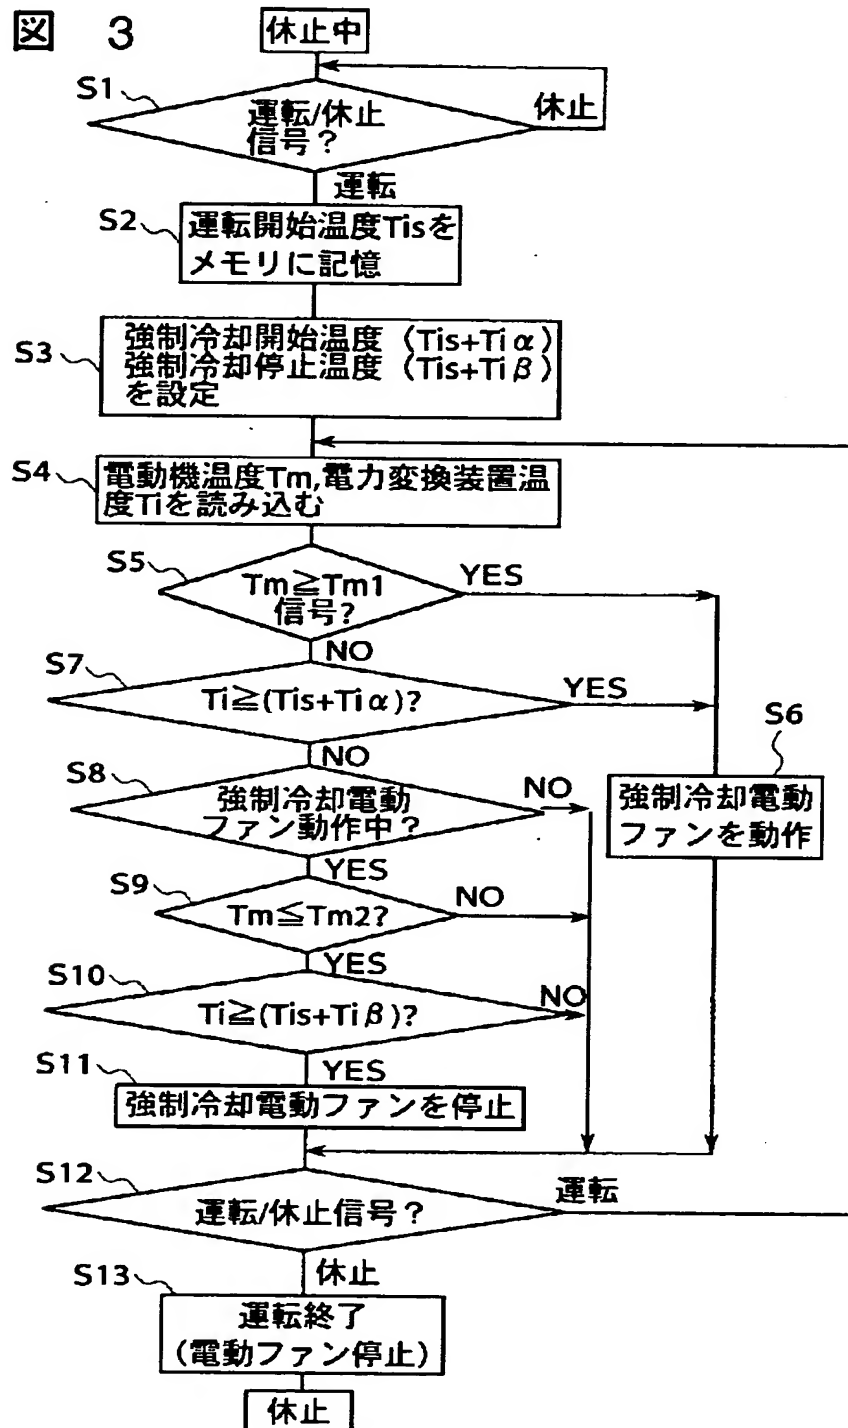 図 3
休止中
S1
運転/休止
信号?
休止
運転
S2
運転開始温度Tisを
メモリに記憶
S3
強制冷却開始温度 (Tis+Tiα)
強制冷却停止温度 (Tis+Tiβ)
を設定
S4
電動機温度Tm,電力変換装置温
度Tiを読み込む
S5
Tm≧Tm1
信号?
YES
NO
S7
Ti≧(Tis+Tiα)?
YES
NO
S6
強制冷却電動
ファンを動作
S8
強制冷却電動
ファン動作中?
NO
YES
S9
Tm≦Tm2?
NO
YES
S10
Ti≧(Tis+Tiβ)?
NO
YES
S11
強制冷却電動ファンを停止
S12
運転/休止信号?
運転
休止
S13
運転終了
(電動ファン停止)
休止